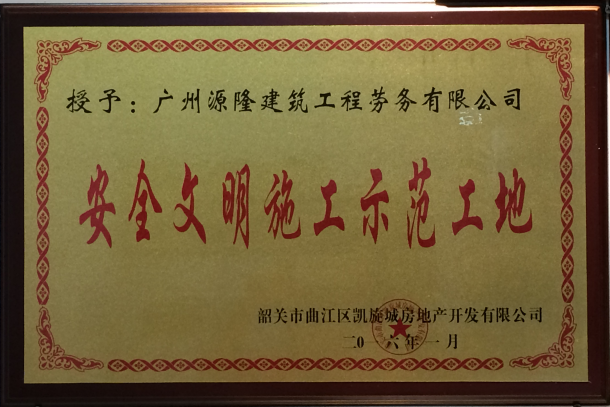 授予：广州源隆建筑工程劳务有限公司
安全文明施工示范工地
韶关市曲江区凯旋城房地产开发有限公司
二0 六年一月